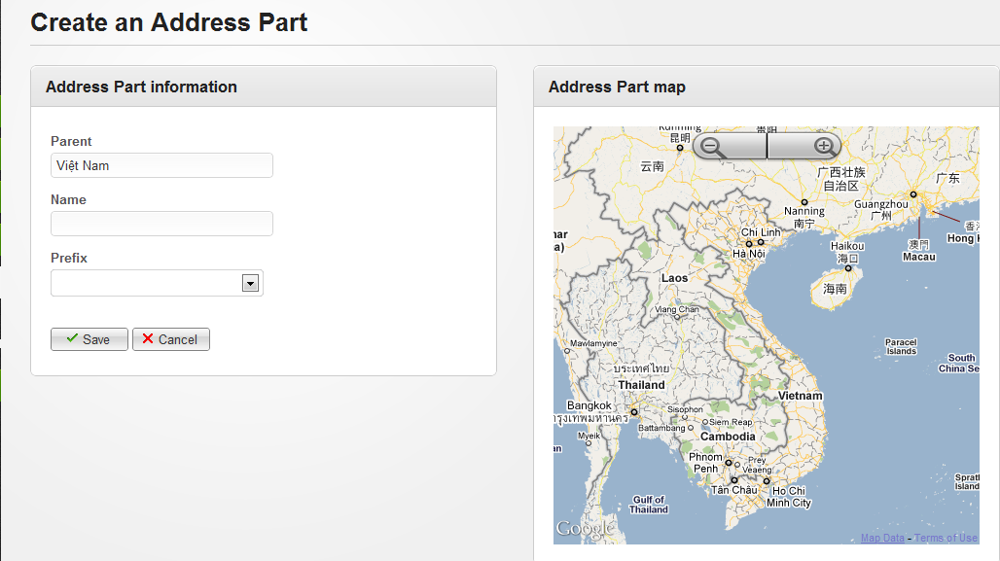 Create an Address Part
Address Part information
Parent
Việt Nam
Name
Prefix
Save
Cancel
Address Part map
Kunming
昆明
贵阳
云南
广西壮族
自治区
广东
Guangzhou
广州
Nanning
南宁
香
Hong K
澳門
Macau
Haikou
海口
海南
Chi Linh
Hà Nội
nar
a)
Laos
Viang Chan
Mawlamyine
Paracel
Islands
South
China Se
ประเทศไทย
Thailand
Vietnam
Bangkok
กรุงเทพมหานคร
Sisophon
Siem Reap
Battambang
Cambodia
Myeik
an
Phnom
Penh
Prey
Veaeng
Tân Châu
Ho Chi
Minh City
Spratl
Island
Gulf of
Thailand
Google
Map Data - Terms of Use